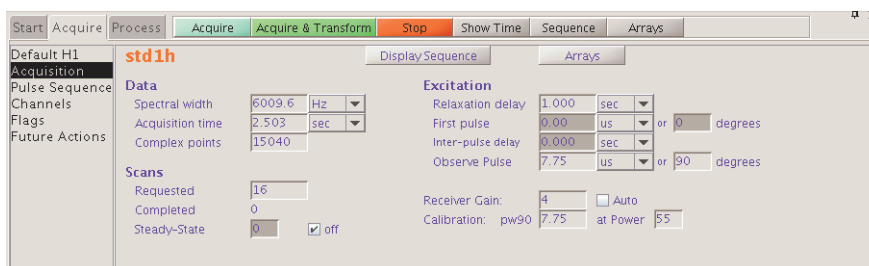 Start Acquire Process Acquire Acquire & Transform Stop Show Time Sequence Arrays
Default H1
Acquisition
Pulse Sequence
Channels
Flags
Future Actions
std1h Display Sequence Arrays
Data Excitation
Spectral width 6009.6 Hz Relaxation delay 1.000 sec
Acquisition time 2.503 sec First pulse 0.00 us or 0 degrees
Complex points 15040 Inter-pulse delay 0.000 sec
Observe Pulse 7.75 us or 90 degrees
Scans
Requested 16
Receiver Gain: 4 Auto
Completed 0
Calibration: pw90 7.75 at Power 55
Steady-State 0 off